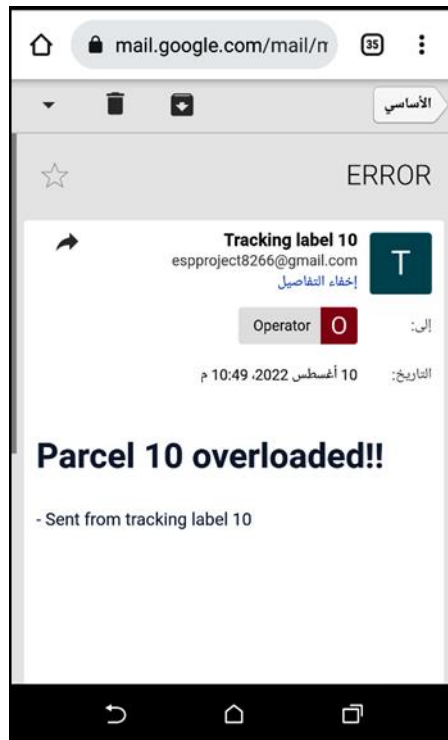 mail.google.com/mail/m
35
الأساسي
ERROR
Tracking label 10
T
espproject8266@gmail.com
إخفاء التفاصيل
إلى:
O Operator
التاريخ:
10 أغسطس 2022، 10:49 م
Parcel 10 overloaded!!
- Sent from tracking label 10